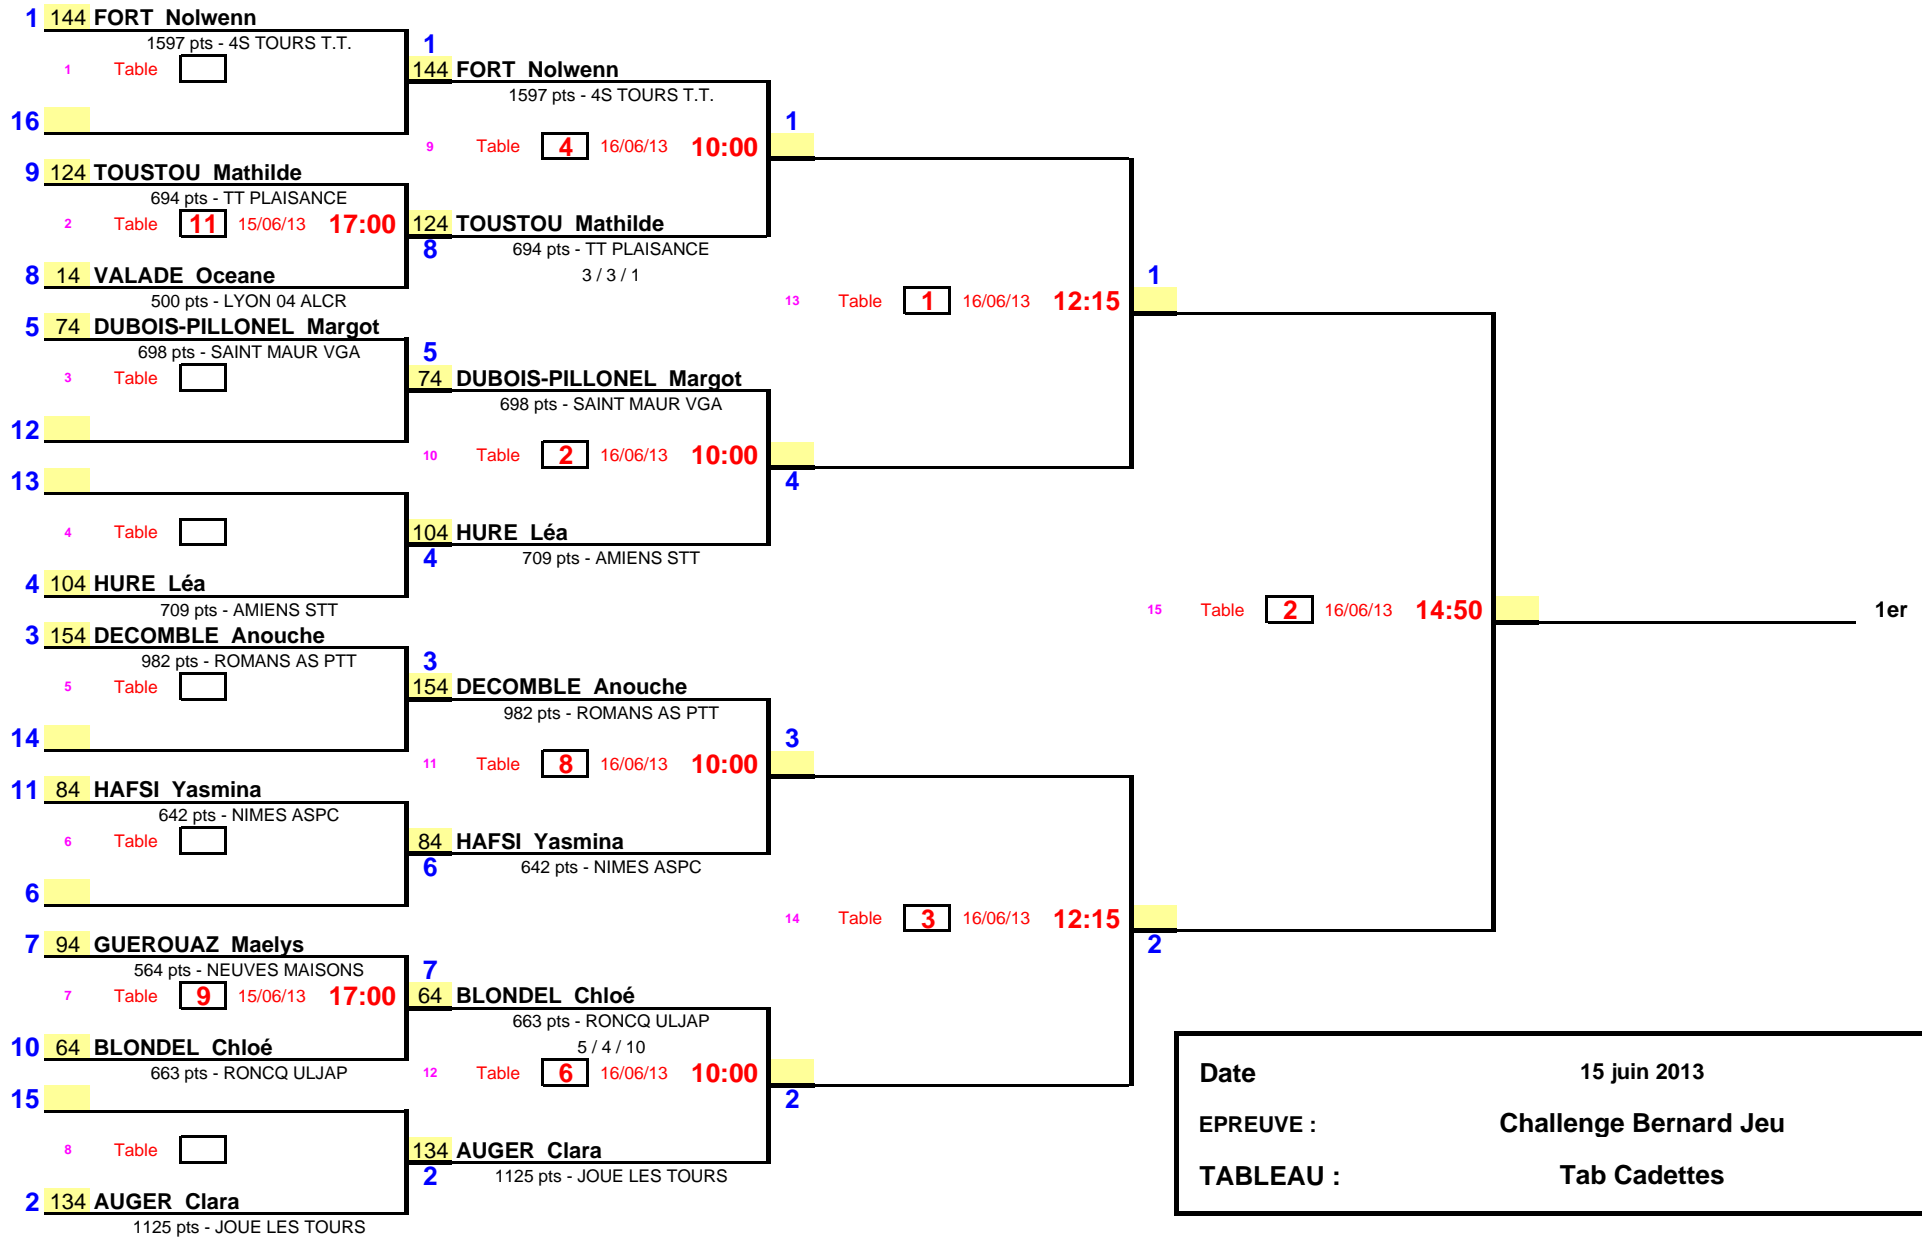 1 144 FORT Nolwenn
1597 pts - 4S TOURS T.T.
1 Table
16
9 124 TOUSTOU Mathilde
694 pts - TT PLAISANCE
2 Table 11 15/06/13 17:00
8 14 VALADE Oceane
500 pts - LYON 04 ALCR
5 74 DUBOIS-PILLONEL Margot
698 pts - SAINT MAUR VGA
3 Table
12
13
4 Table
4 104 HURE Léa
709 pts - AMIENS STT
3 154 DECOMBLE Anouche
982 pts - ROMANS AS PTT
5 Table
14
11 84 HAFSI Yasmina
642 pts - NIMES ASPC
6 Table
6
7 94 GUEROUAZ Maelys
564 pts - NEUVES MAISONS
7 Table 9 15/06/13 17:00
10 64 BLONDEL Chloé
663 pts - RONCQ ULJAP
15
8 Table
2 134 AUGER Clara
1125 pts - JOUE LES TOURS
1
144 FORT Nolwenn
1597 pts - 4S TOURS T.T.
9 Table 4 16/06/13 10:00
124 TOUSTOU Mathilde
8
694 pts - TT PLAISANCE
3 / 3 / 1
5
74 DUBOIS-PILLONEL Margot
698 pts - SAINT MAUR VGA
10 Table 2 16/06/13 10:00
104 HURE Léa
4
709 pts - AMIENS STT
3
154 DECOMBLE Anouche
982 pts - ROMANS AS PTT
11 Table 8 16/06/13 10:00
84 HAFSI Yasmina
6
642 pts - NIMES ASPC
7
64 BLONDEL Chloé
663 pts - RONCQ ULJAP
5 / 4 / 10
12 Table 6 16/06/13 10:00
134 AUGER Clara
2
1125 pts - JOUE LES TOURS
1
13 Table 1 16/06/13 12:15
4
3
14 Table 3 16/06/13 12:15
2
1
15 Table 2 16/06/13 14:50
2
1er
Date 15 juin 2013
EPREUVE : Challenge Bernard Jeu
TABLEAU : Tab Cadettes